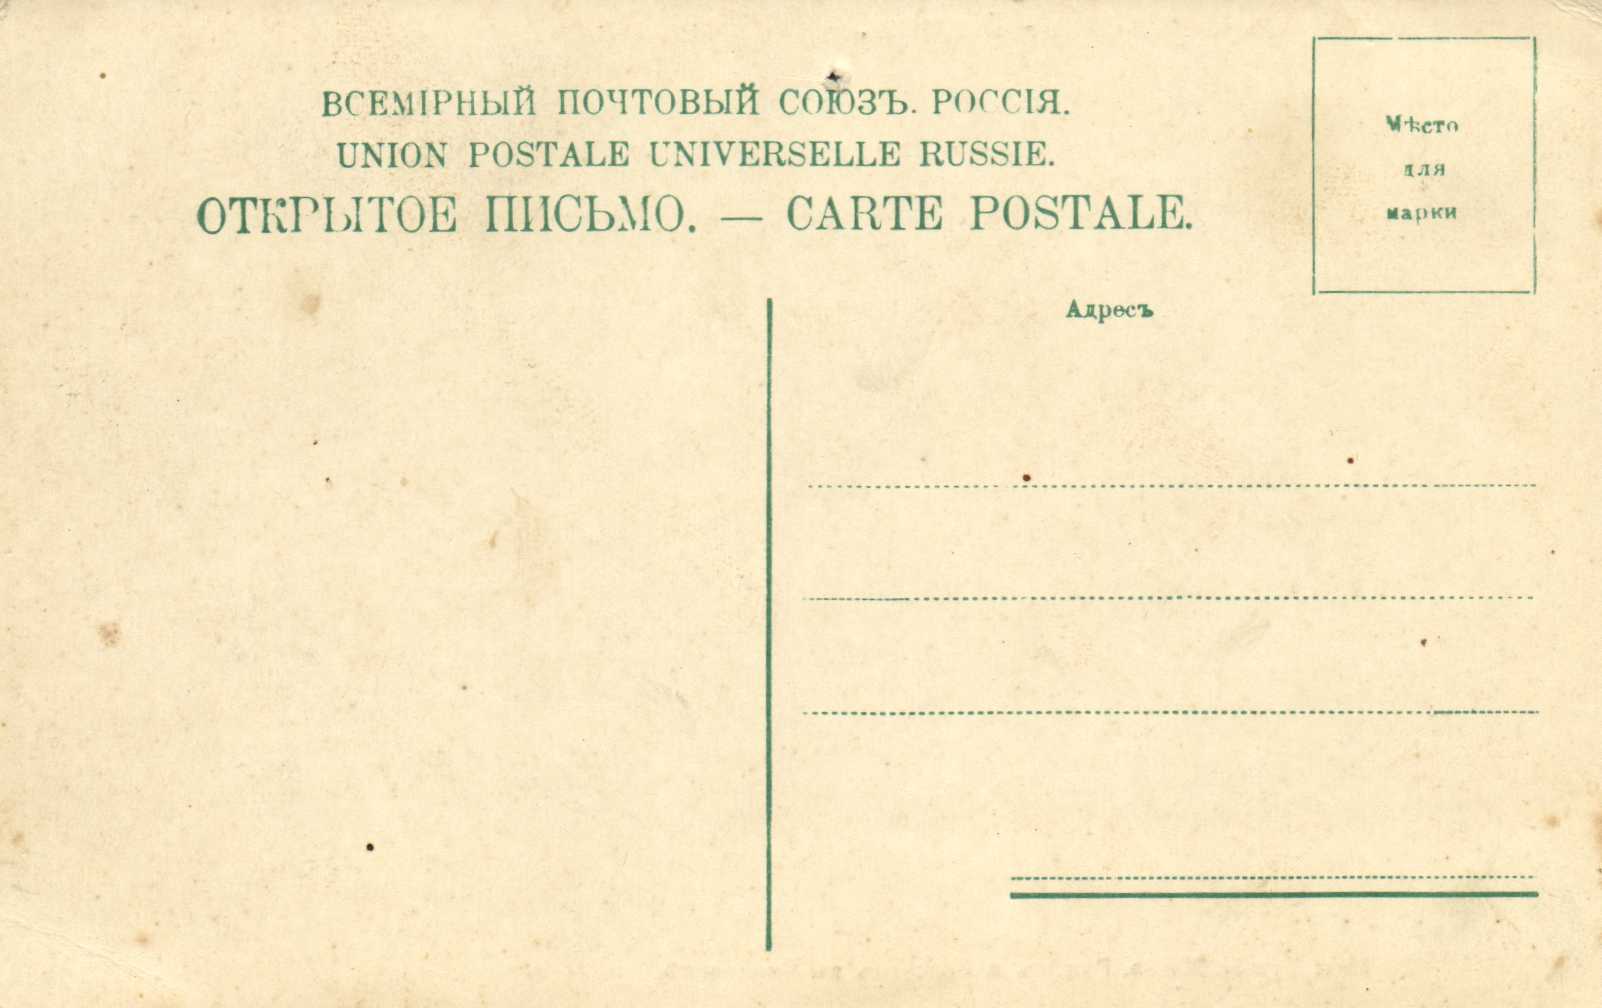 ВСЕМІРНЫЙ ПОЧТОВЫЙ СОЮЗЪ. РОССІЯ.
UNION POSTALE UNIVERSELLE RUSSIE.
ОТКРЫТОЕ ПИСЬМО. — CARTE POSTALE.
Мѣсто
для
марки
Адресъ